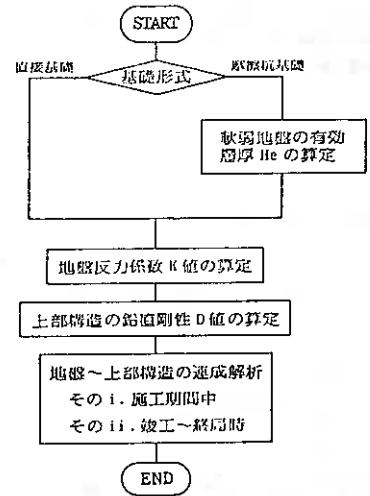 START
直接基礎
摩擦杭基礎
基礎形式
軟弱地盤の有効
層厚 He の算定
地盤反力係数 K 値の算定
上部構造の鉛直剛性 D 値の算定
地盤～上部構造の連成解析
その i. 施工期間中
その ii. 竣工～終局時
END